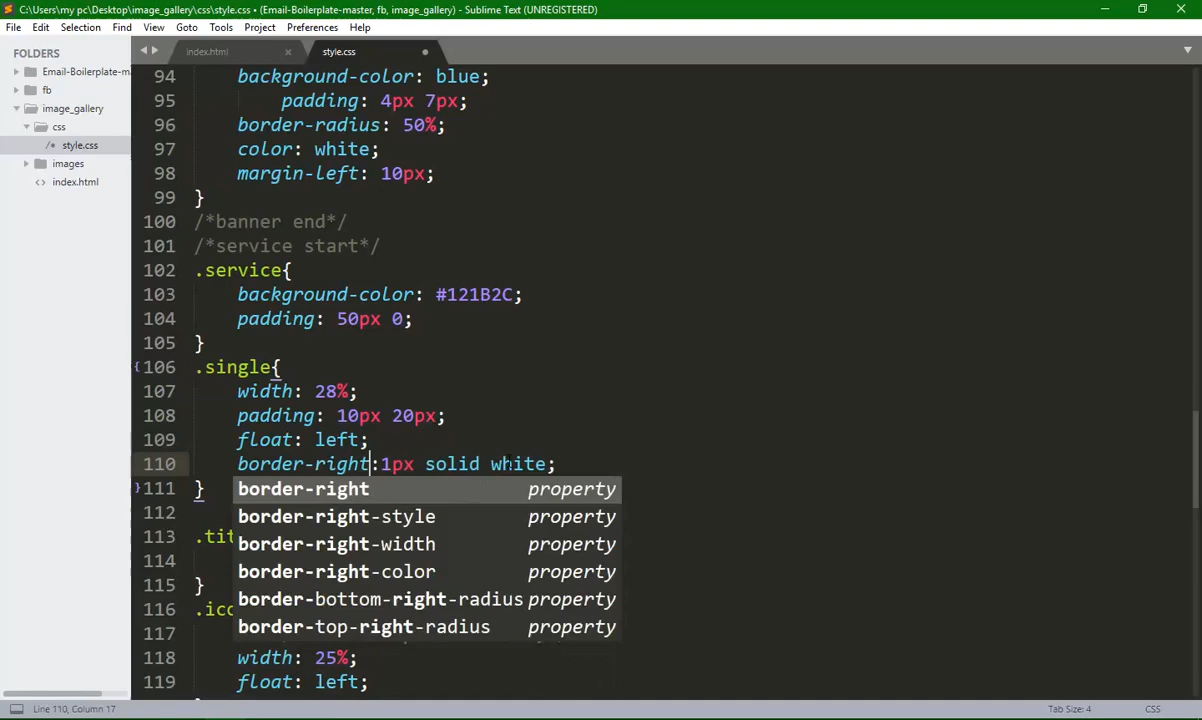 C:\Users\my pc\Desktop\image_gallery\css\style.css (Email-Boilerplate-master, fb, image_gallery) - Sublime Text (UNREGISTERED)
File Edit Selection Find View Goto Tools Project Preferences Help
FOLDERS
Email-Boilerplate-ma
fb
image_gallery
css
/* style.css
images
<> index.html
index.html
style.css
94 background-color: blue;
95 padding: 4px 7px;
96 border-radius: 50%;
97 color: white;
98 margin-left: 10px;
99 }
100 /*banner end*/
101 /*service start*/
102 .service{
103 background-color: #121B2C;
104 padding: 50px 0;
105 }
106 .single{
107 width: 28%;
108 padding: 10px 20px;
109 float: left;
110 border-right:1px solid white;
111 }
112
113 .tit
114
115 }
116 .ico
117
118 width: 25%;
119 float: left;
border-right property
border-right-style property
border-right-width property
border-right-color property
border-bottom-right-radius property
border-top-right-radius property
Line 110, Column 17
Tab Size: 4
CSS